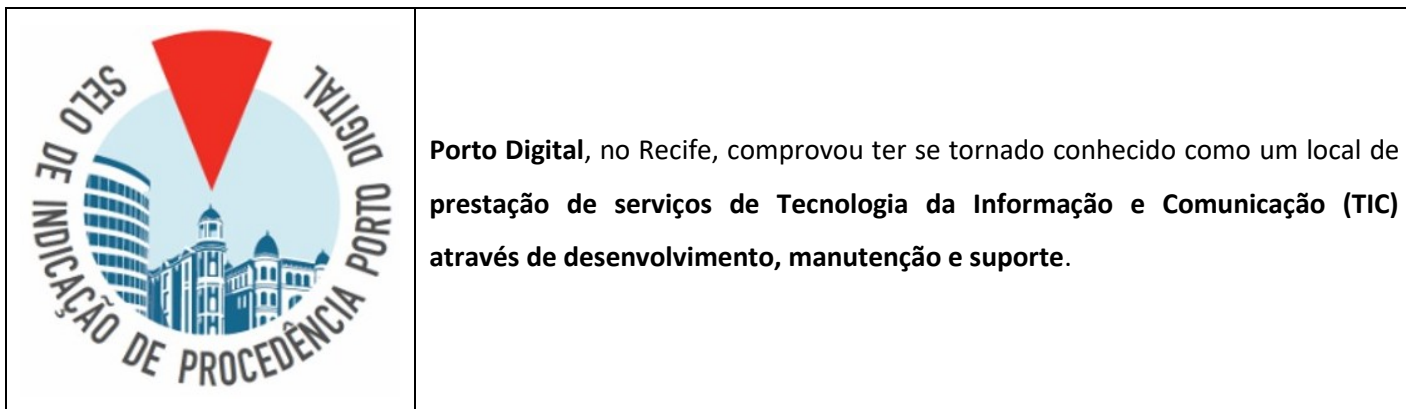 SELO DE INDICAÇÃO DE PROCEDÊNCIA PORTO DIGITAL
Porto Digital, no Recife, comprovou ter se tornado conhecido como um local de
prestação de serviços de Tecnologia da Informação e Comunicação (TIC)
através de desenvolvimento, manutenção e suporte.